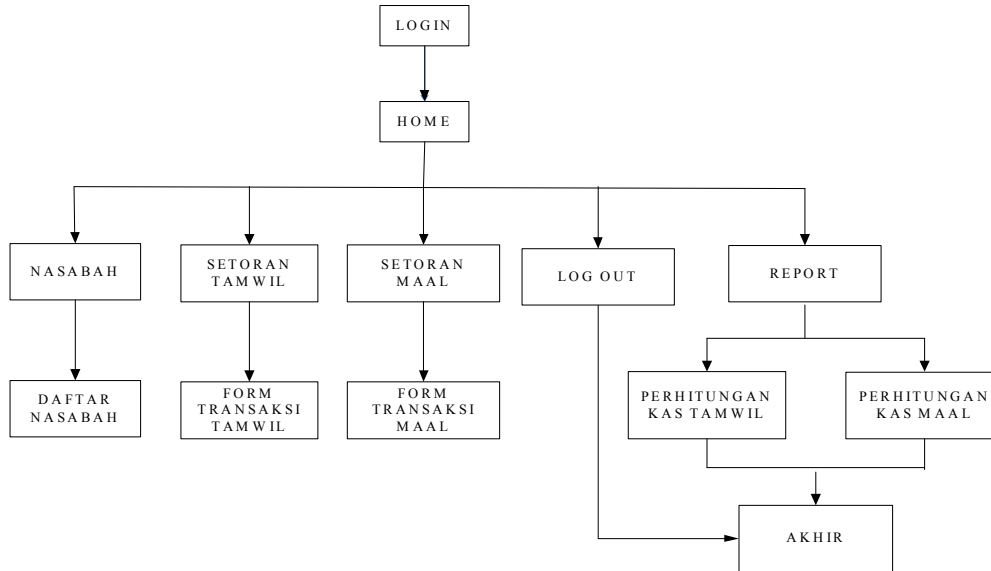 LOGIN
HOME
NASABAH
SETORAN
TAMWIL
SETORAN
MAAL
LOG OUT
REPORT
DAFTAR
NASABAH
FORM
TRANSAKSI
TAMWIL
FORM
TRANSAKSI
MAAL
PERHITUNGAN
KAS TAMWIL
PERHITUNGAN
KAS MAAL
AKHIR